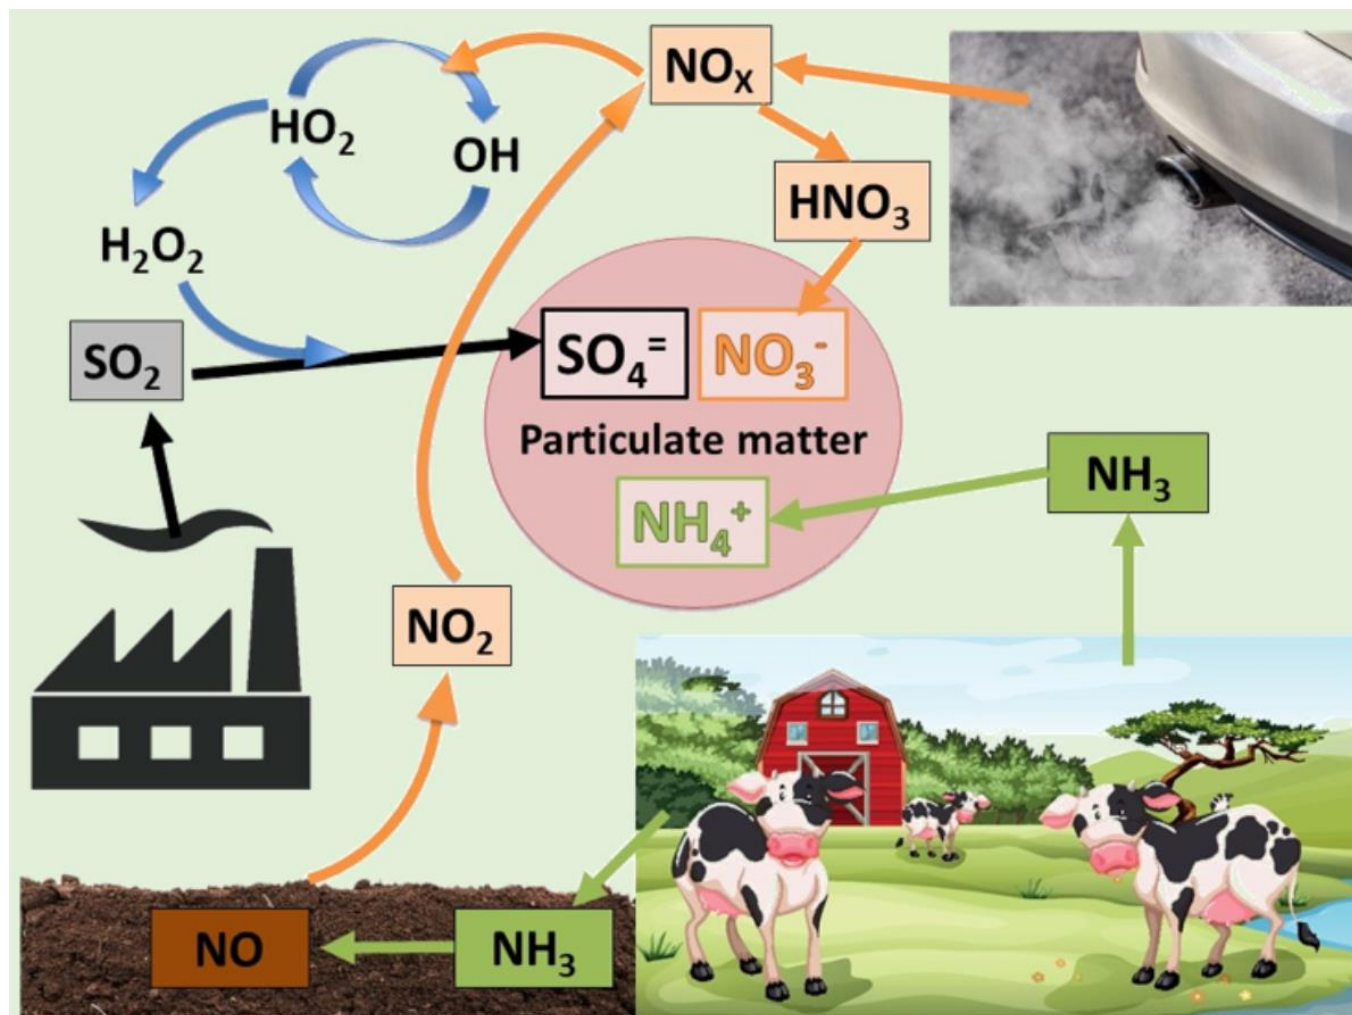 NOₓ
HO₂
OH
HNO₃
H₂O₂
SO₂
SO₄⁼
NO₃⁻
Particulate matter
NH₃
NH₄⁺
NO₂
NO
NH₃